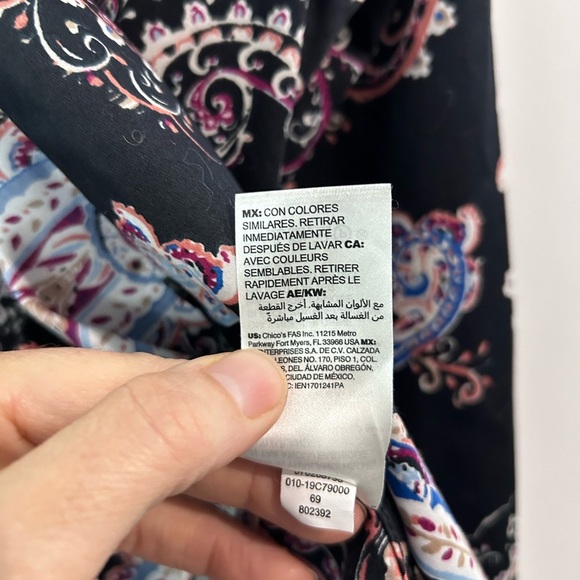 MX: CON COLORES
SIMILARES. RETIRAR
INMEDIATAMENTE
DESPUÉS DE LAVAR CA:
AVEC COULEURS
SEMBLABLES. RETIRER
RAPIDEMENT APRÈS LE
LAVAGE AE/KW:
مع الألوان المشابهة. أخرج القطعة
من الغسالة بعد الغسيل مباشرةً
US: Chico's FAS Inc. 11215 Metro
Parkway Fort Myers, FL 33966 USA MX:
ENTERPRISES S.A. DE C.V. CALZADA
LEONES NO. 170, PISO 1, COL.
DEL. ÁLVARO OBREGÓN,
CIUDAD DE MÉXICO.
IEN1701241PA
010-19C79000
69
802392